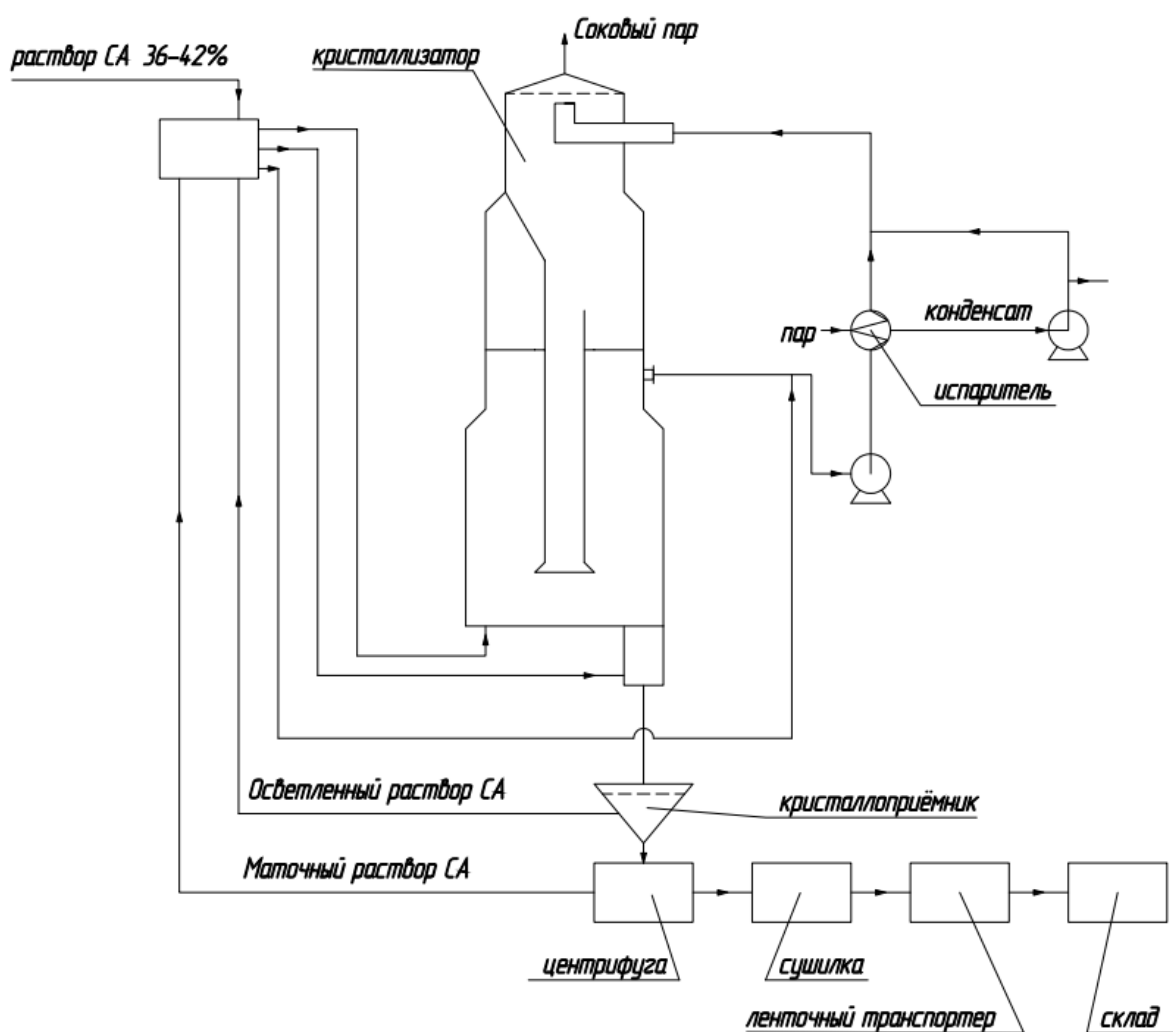 Соковый пар
раствор СА 36-42%
кристаллизатор
конденсат
пар
испаритель
Осветленный раствор СА
кристаллоприёмник
Маточный раствор СА
центрифуга
сушилка
ленточный транспортер
склад